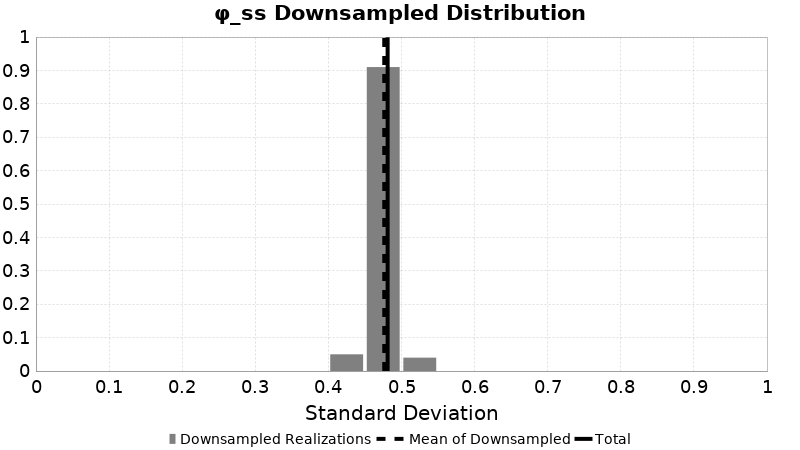 φ_ss Downsampled Distribution
1
0.9
0.8
0.7
0.6
0.5
0.4
0.3
0.2
0.1
0
0 0.1 0.2 0.3 0.4 0.5 0.6 0.7 0.8 0.9 1
Standard Deviation
Downsampled Realizations Mean of Downsampled Total